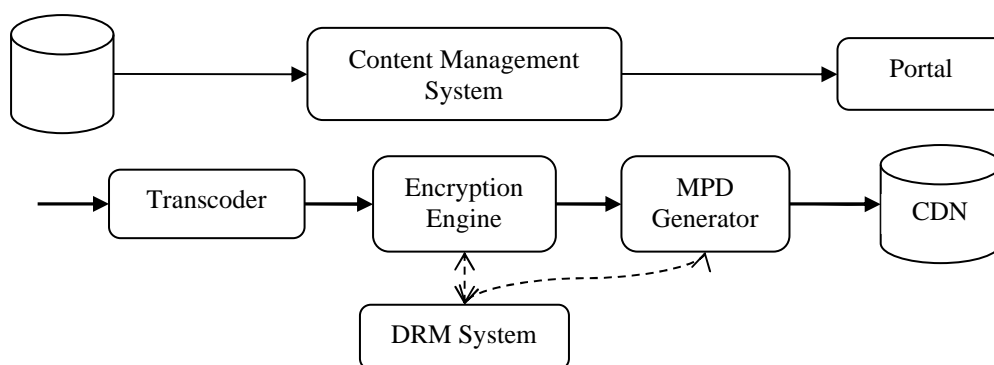 Content Management
System
Portal
Transcoder
Encryption
Engine
MPD
Generator
CDN
DRM System